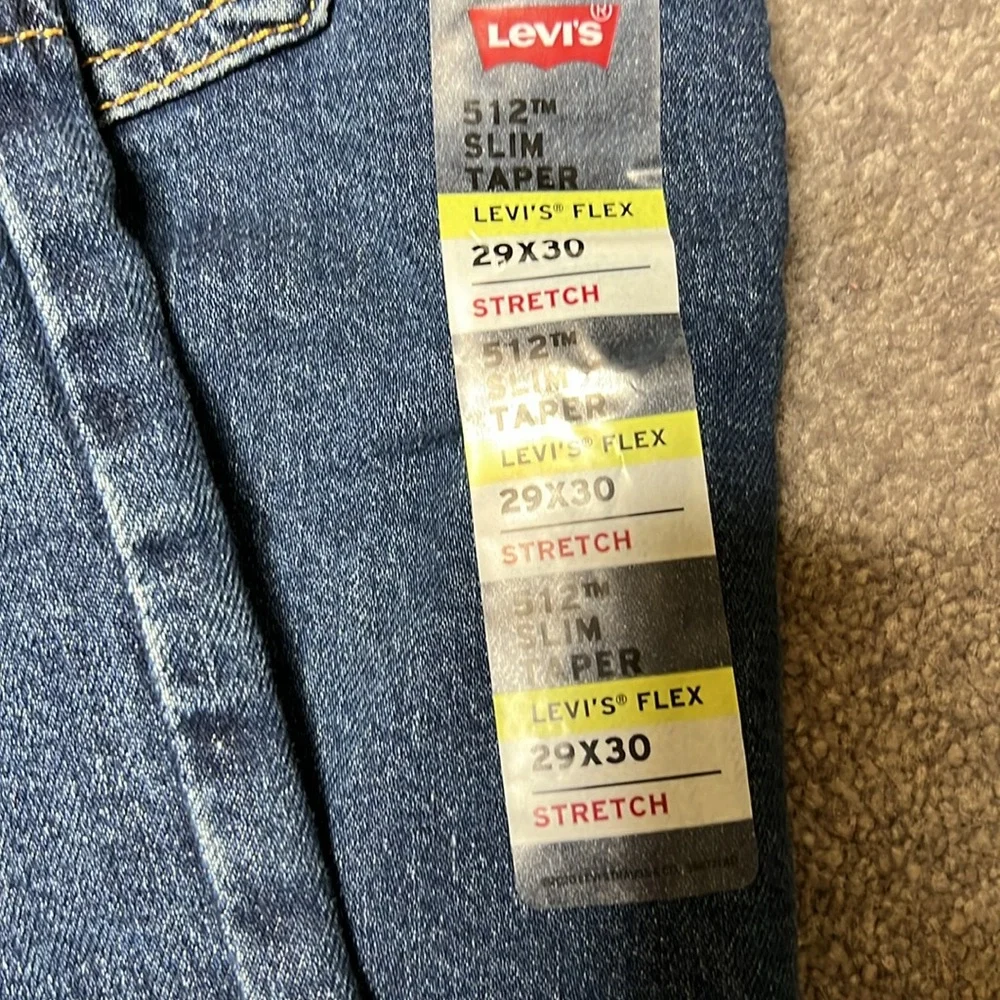 Levi's®
512™
SLIM
TAPER
LEVI'S® FLEX
29X30
STRETCH
512™
SLIM
TAPER
LEVI'S® FLEX
29X30
STRETCH
512™
SLIM
TAPER
LEVI'S® FLEX
29X30
STRETCH